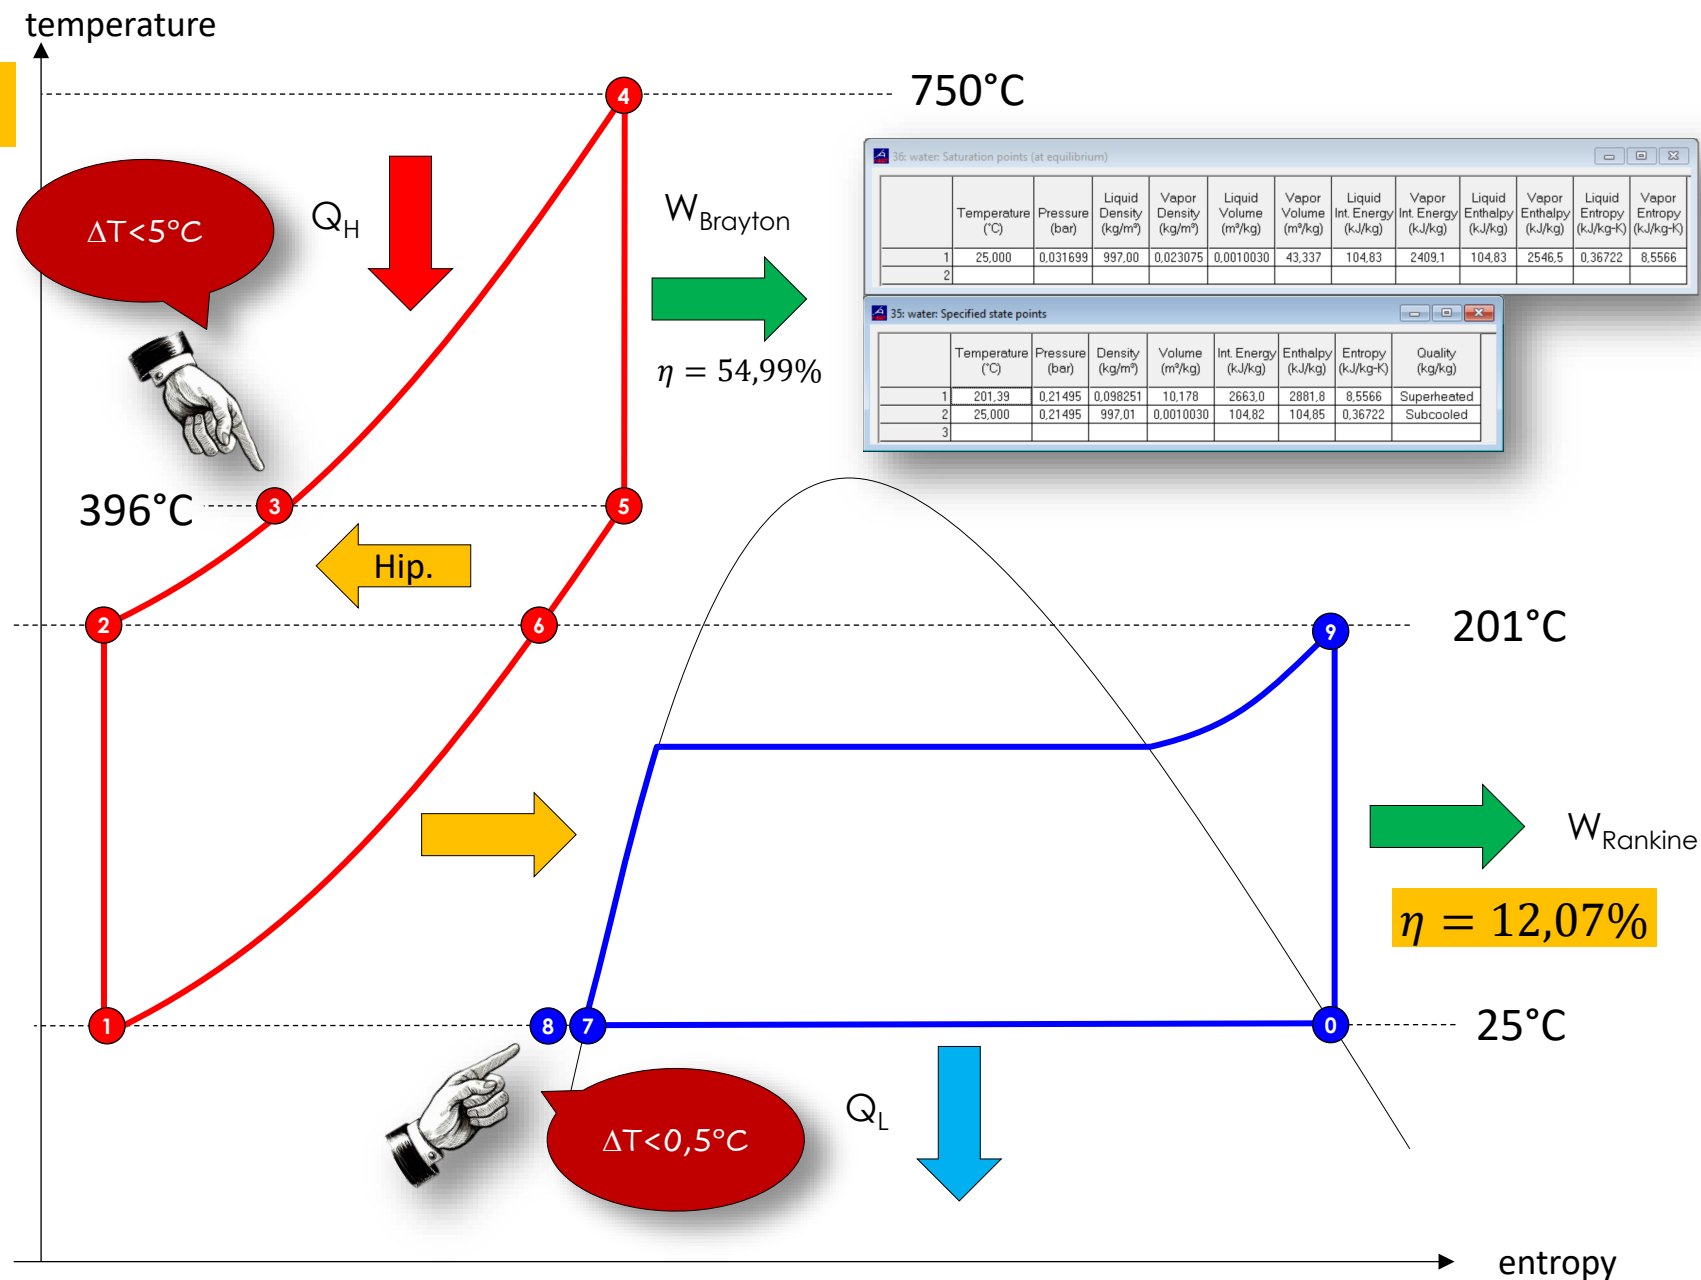 temperature
4
750°C
36: water: Saturation points (at equilibrium)
Temperature (°C) Pressure (bar) Liquid Density (kg/m³) Vapor Density (kg/m³) Liquid Volume (m³/kg) Vapor Volume (m³/kg) Liquid Int. Energy (kJ/kg) Vapor Int. Energy (kJ/kg) Liquid Enthalpy (kJ/kg) Vapor Enthalpy (kJ/kg) Liquid Entropy (kJ/kg-K) Vapor Entropy (kJ/kg-K)
1 25,000 0,031699 997,00 0,023075 0,0010030 43,337 104,83 2409,1 104,83 2546,5 0,36722 8,5566
2
ΔT<5°C
Q_H
W_Brayton
η = 54,99%
35: water: Specified state points
Temperature (°C) Pressure (bar) Density (kg/m³) Volume (m³/kg) Int. Energy (kJ/kg) Enthalpy (kJ/kg) Entropy (kJ/kg-K) Quality (kg/kg)
1 201,39 0,21495 0,098251 10,178 2663,0 2881,8 8,5566 Superheated
2 25,000 0,21495 997,01 0,0010030 104,82 104,85 0,36722 Subcooled
3
396°C
3
5
Hip.
2
6
9
201°C
W_Rankine
η = 12,07%
1
8
7
0
25°C
ΔT<0,5°C
Q_L
entropy